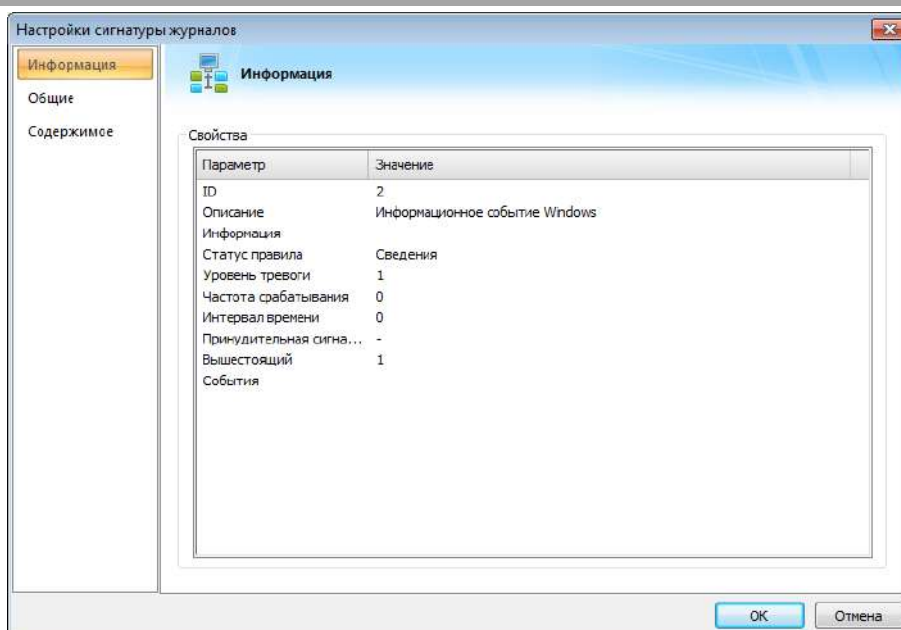 Настройки сигнатуры журналов
Информация
Общие
Содержимое
Информация
Свойства
Параметр Значение
ID 2
Описание Информационное событие Windows
Информация
Статус правила Сведения
Уровень тревоги 1
Частота срабатывания 0
Интервал времени 0
Принудительная сигна... -
Вышестоящий 1
События
OK Отмена